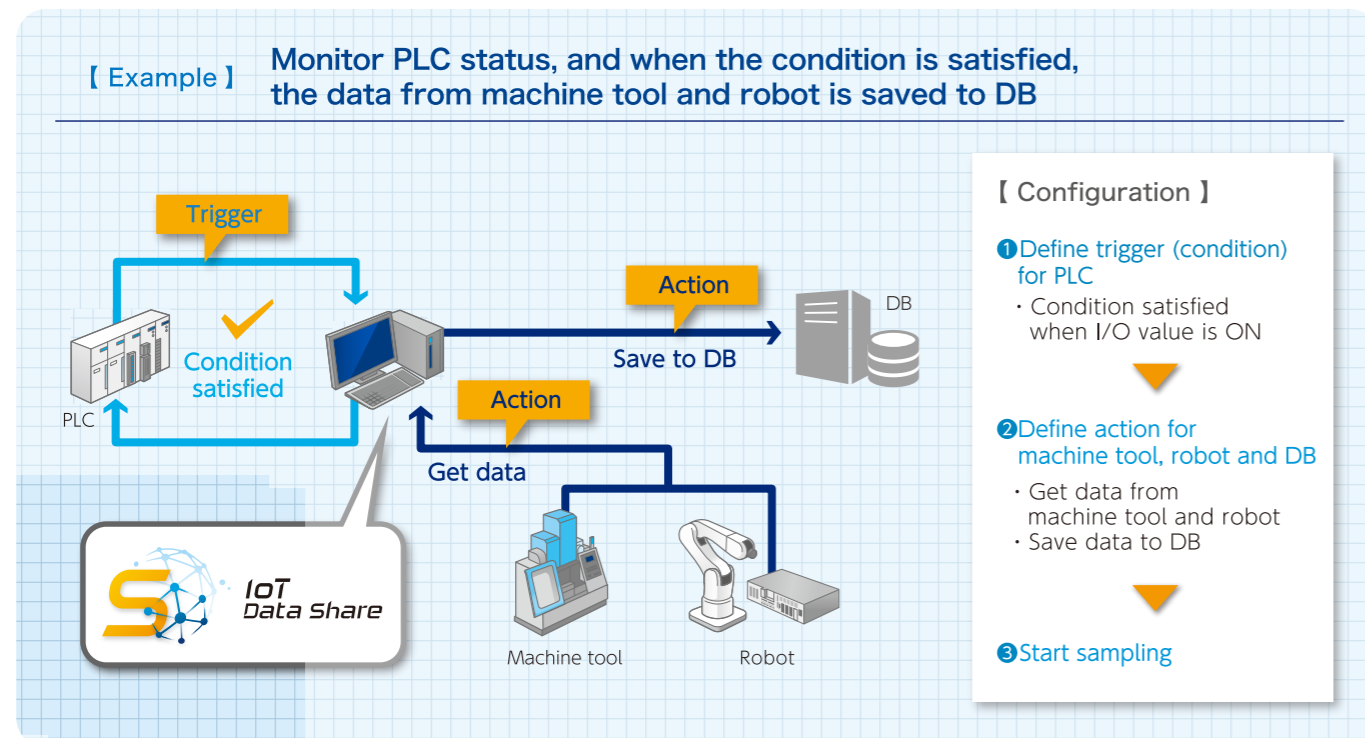 【 Example 】
Monitor PLC status, and when the condition is satisfied,
the data from machine tool and robot is saved to DB
Trigger
Condition
satisfied
PLC
Action
Save to DB
DB
Action
Get data
IoT
Data Share
Machine tool
Robot
【 Configuration 】
❶Define trigger (condition)
for PLC
・Condition satisfied
when I/O value is ON
❷Define action for
machine tool, robot and DB
・Get data from
machine tool and robot
・Save data to DB
❸Start sampling